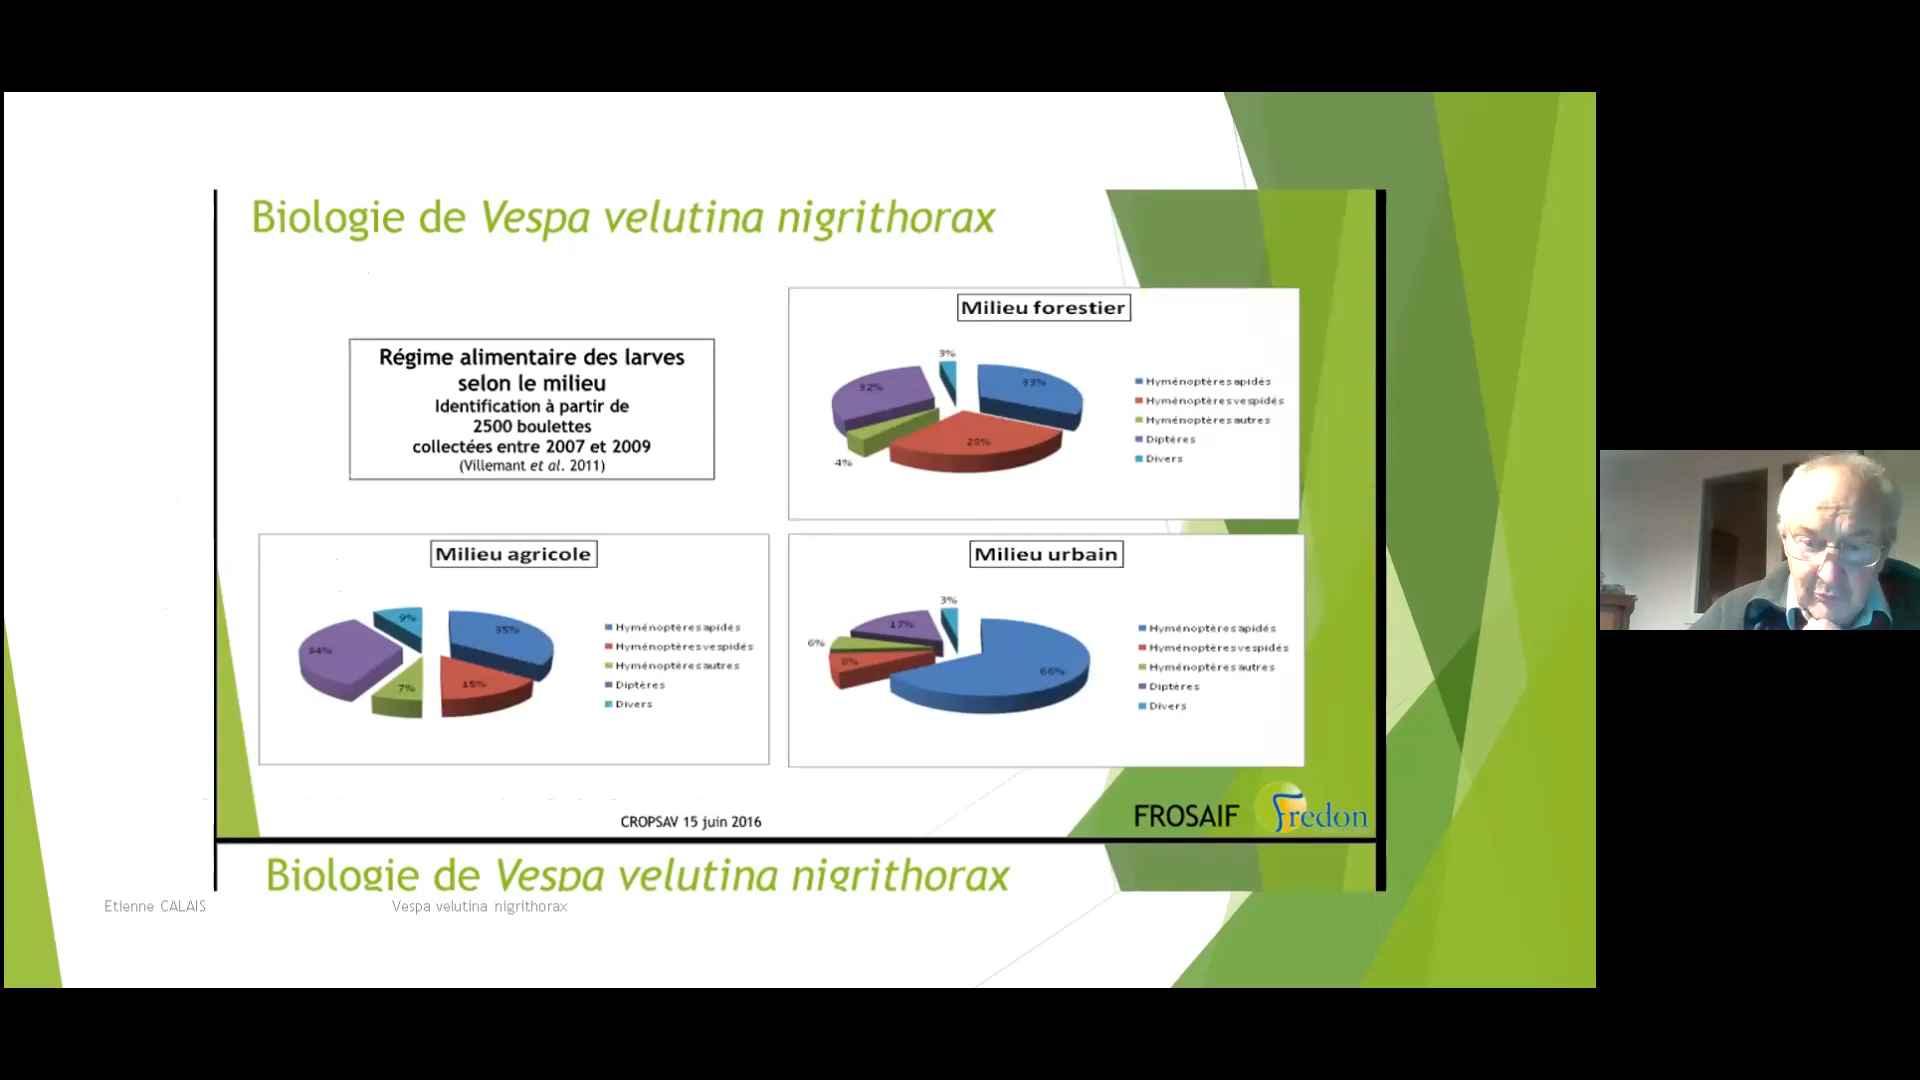 Biologie de Vespa velutina nigrithorax
Régime alimentaire des larves
selon le milieu
Identification à partir de
2500 boulettes
collectées entre 2007 et 2009
(Villemant et al. 2011)
Milieu forestier
3%
33%
32%
28%
4%
Hyménoptères apidés
Hyménoptères vespidés
Hyménoptères autres
Diptères
Divers
Milieu agricole
9%
35%
34%
15%
7%
Hyménoptères apidés
Hyménoptères vespidés
Hyménoptères autres
Diptères
Divers
Milieu urbain
3%
17%
6%
8%
66%
Hyménoptères apidés
Hyménoptères vespidés
Hyménoptères autres
Diptères
Divers
CROPSAV 15 juin 2016
FROSAIF
Fredon
Biologie de Vespa velutina nigrithorax
Etienne CALAIS
Vespa velutina nigrithorax